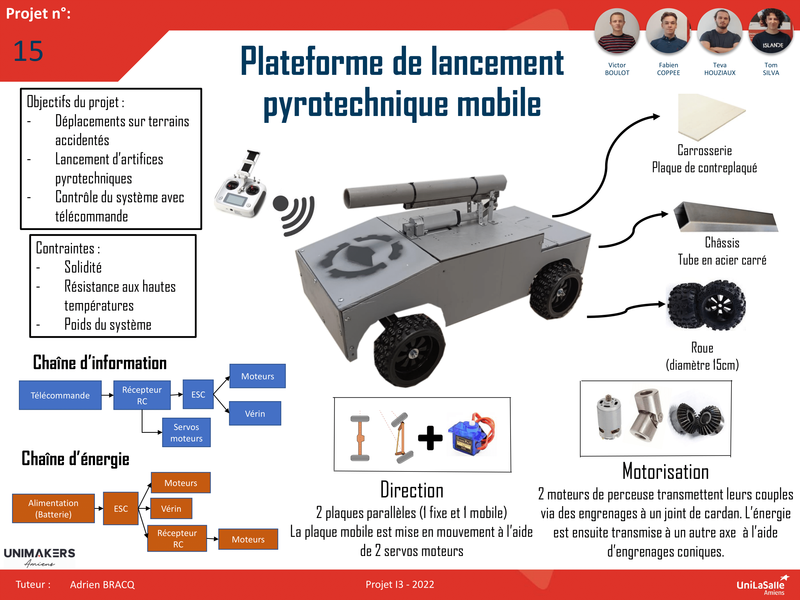 Projet n°:
15
Plateforme de lancement
pyrotechnique mobile
Victor
BOULOT
Fabien
COPPEE
Teva
HOUZIAUX
Tom
SILVA
ISLANDE
Objectifs du projet :
- Déplacements sur terrains
accidentés
- Lancement d'artifices
pyrotechniques
- Contrôle du système avec
télécommande
Contraintes :
- Solidité
- Résistance aux hautes
températures
- Poids du système
Carrosserie
Plaque de contreplaqué
Châssis
Tube en acier carré
Roue
(diamètre 15cm)
Chaîne d'information
Télécommande
Récepteur
RC
ESC
Moteurs
Vérin
Servos
moteurs
Chaîne d'énergie
Alimentation
(Batterie)
ESC
Moteurs
Vérin
Récepteur
RC
Moteurs
Direction
2 plaques parallèles (1 fixe et 1 mobile)
La plaque mobile est mise en mouvement à l'aide
de 2 servos moteurs
Motorisation
2 moteurs de perceuse transmettent leurs couples
via des engrenages à un joint de cardan. L'énergie
est ensuite transmise à un autre axe à l'aide
d'engrenages coniques.
UNIMAKERS
Amiens
Tuteur : Adrien BRACQ
Projet I3 - 2022
UniLaSalle
Amiens